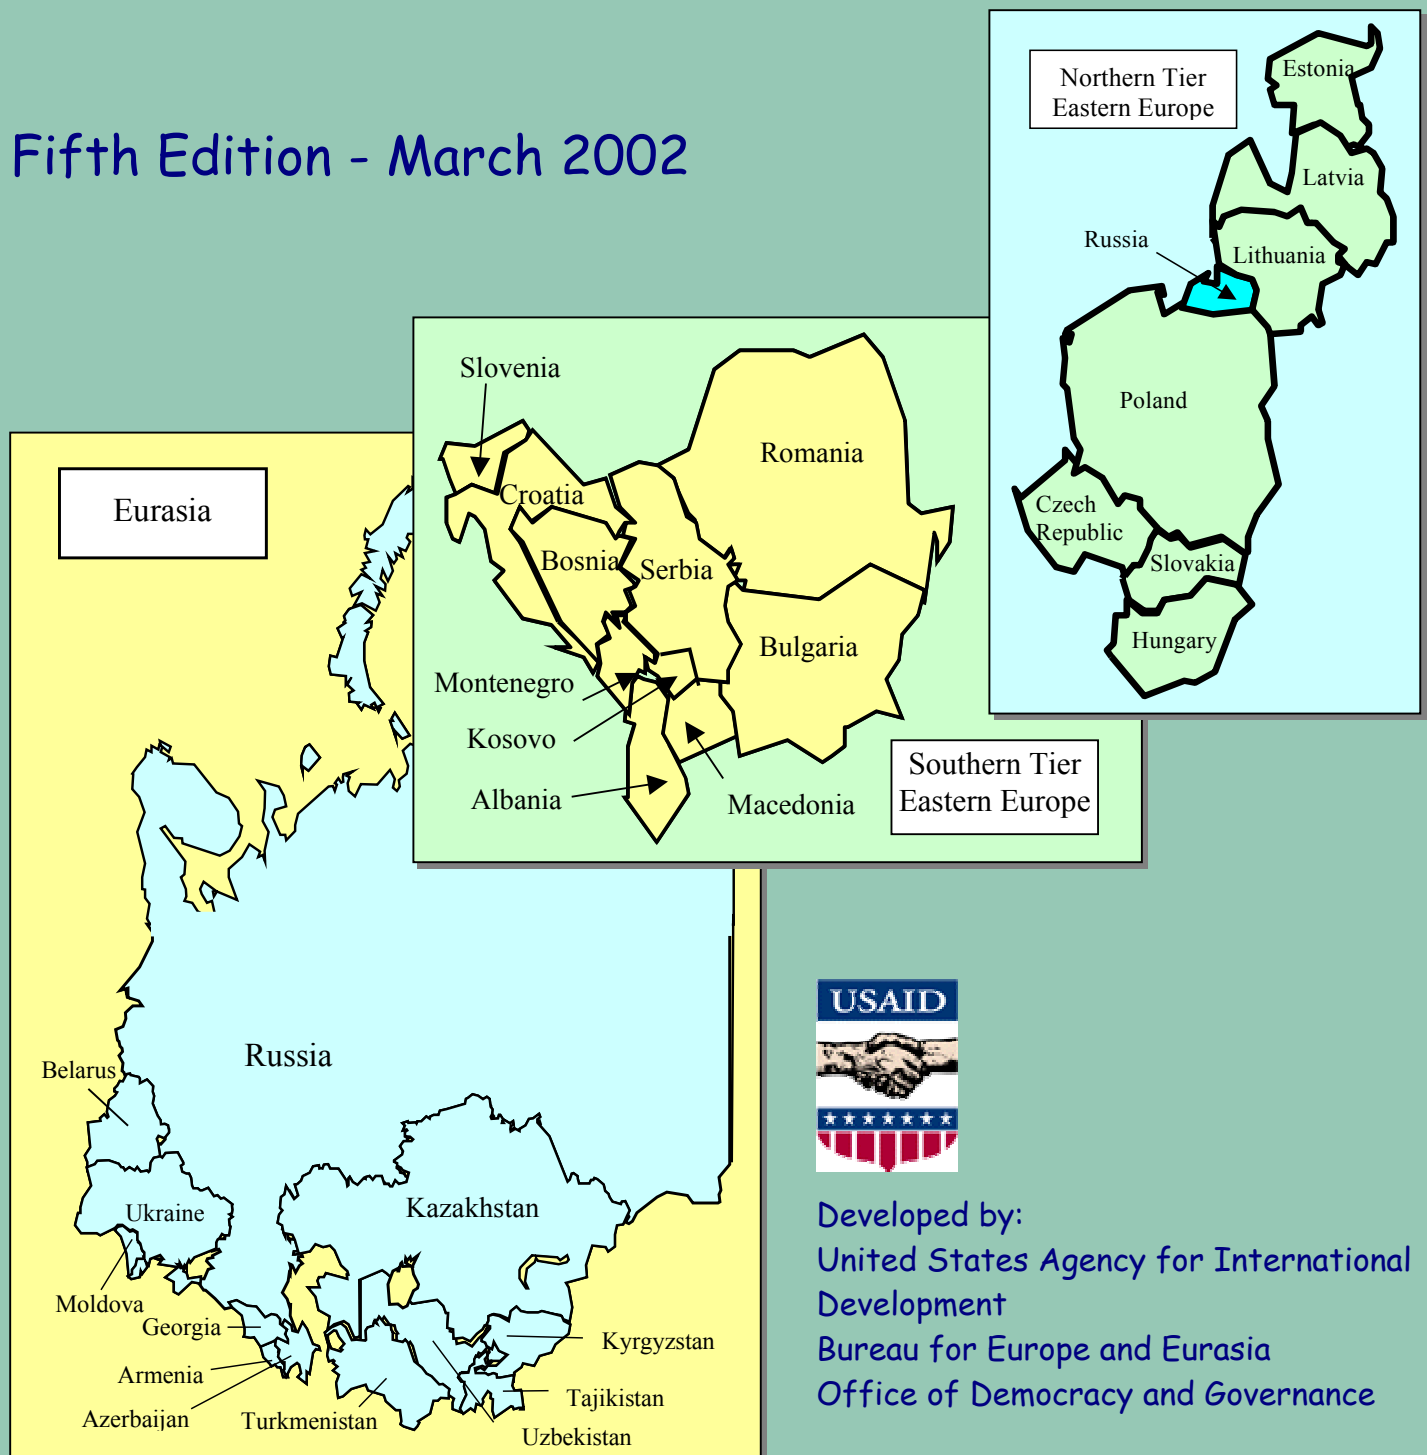 Fifth Edition - March 2002
Northern Tier
Eastern Europe
Estonia
Latvia
Russia
Lithuania
Poland
Czech
Republic
Slovakia
Hungary
Slovenia
Romania
Croatia
Bosnia
Serbia
Bulgaria
Montenegro
Kosovo
Albania
Macedonia
Southern Tier
Eastern Europe
Eurasia
Russia
Belarus
Ukraine
Kazakhstan
Moldova
Georgia
Armenia
Azerbaijan
Turkmenistan
Kyrgyzstan
Tajikistan
Uzbekistan
USAID
Developed by:
United States Agency for International
Development
Bureau for Europe and Eurasia
Office of Democracy and Governance